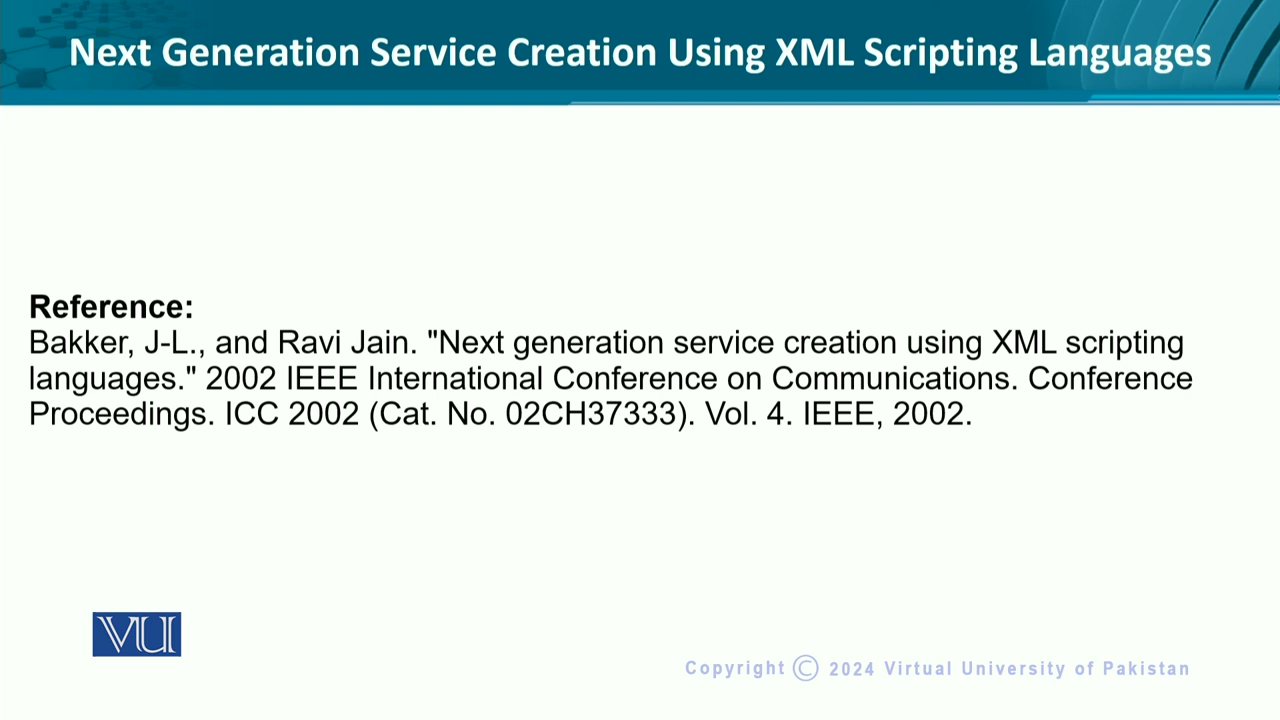 Next Generation Service Creation Using XML Scripting Languages
Reference:
Bakker, J-L., and Ravi Jain. "Next generation service creation using XML scripting
languages." 2002 IEEE International Conference on Communications. Conference
Proceedings. ICC 2002 (Cat. No. 02CH37333). Vol. 4. IEEE, 2002.
VU
Copyright © 2024 Virtual University of Pakistan